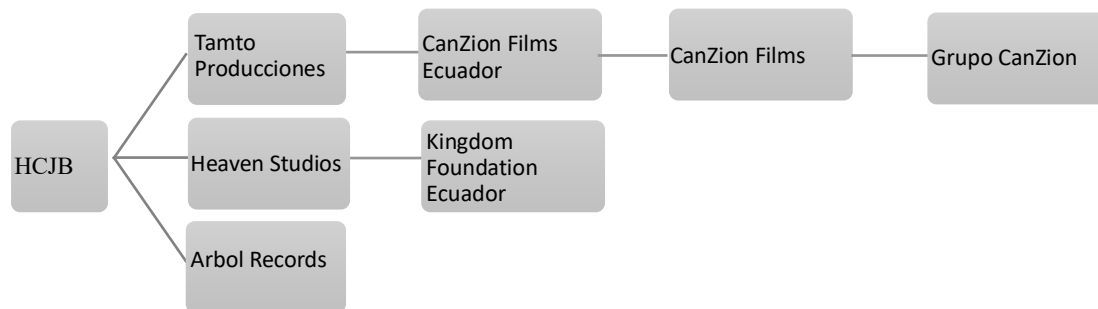 Tamto
Producciones
CanZion Films
Ecuador
CanZion Films
Grupo CanZion
HCJB
Heaven Studios
Kingdom
Foundation
Ecuador
Arbol Records